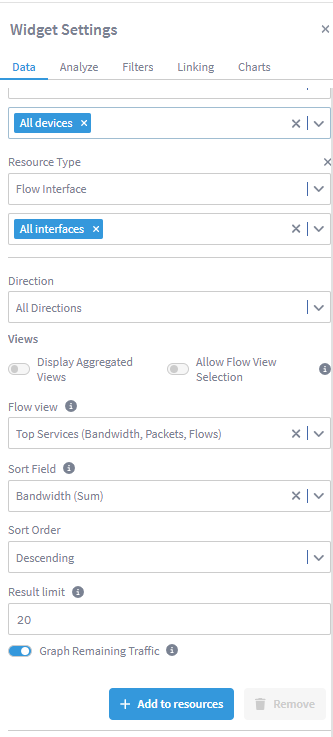 Widget Settings ×
Data Analyze Filters Linking Charts
All devices × ×
Resource Type ×
Flow Interface
All interfaces × ×
Direction
All Directions
Views
Display Aggregated Views
Allow Flow View Selection
Flow view
Top Services (Bandwidth, Packets, Flows) ×
Sort Field
Bandwidth (Sum) ×
Sort Order
Descending
Result limit
20
Graph Remaining Traffic
+ Add to resources
Remove